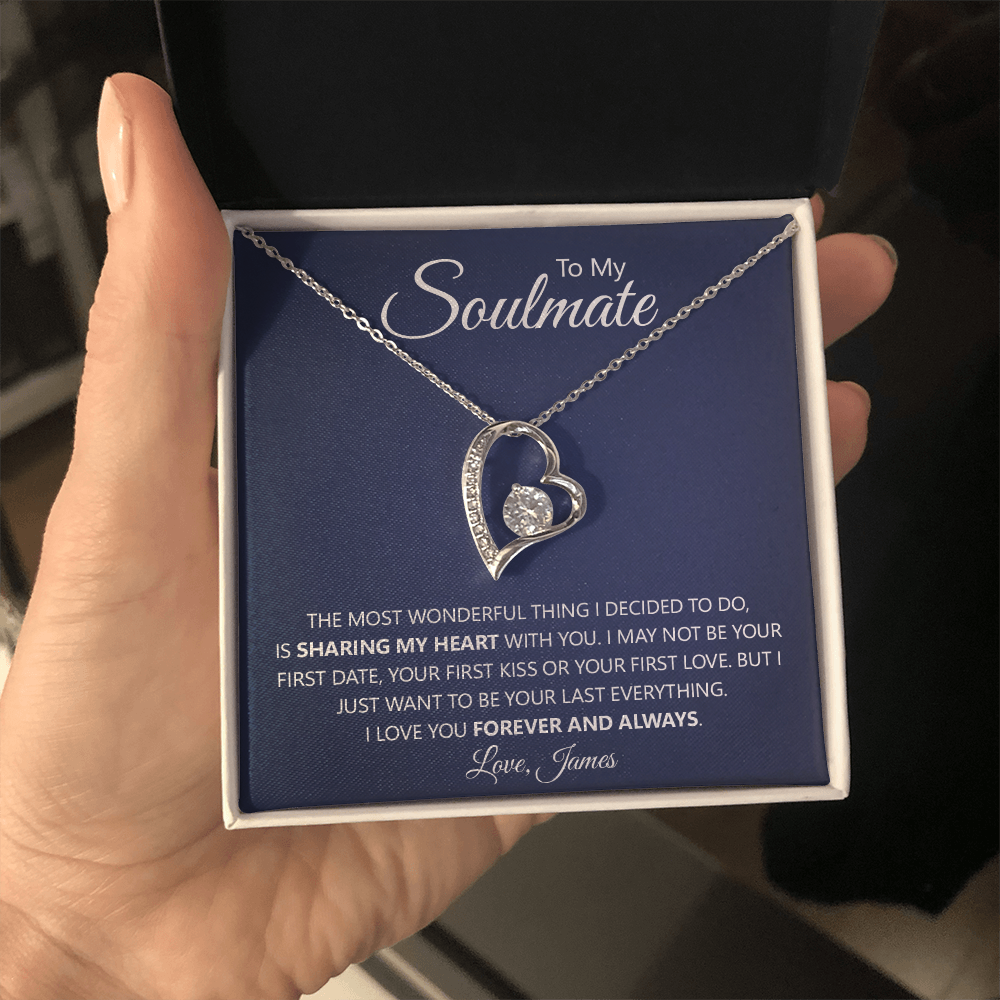 To My
Soulmate
THE MOST WONDERFUL THING I DECIDED TO DO,
IS SHARING MY HEART WITH YOU. I MAY NOT BE YOUR
FIRST DATE, YOUR FIRST KISS OR YOUR FIRST LOVE. BUT I
JUST WANT TO BE YOUR LAST EVERYTHING.
I LOVE YOU FOREVER AND ALWAYS.
Love, James